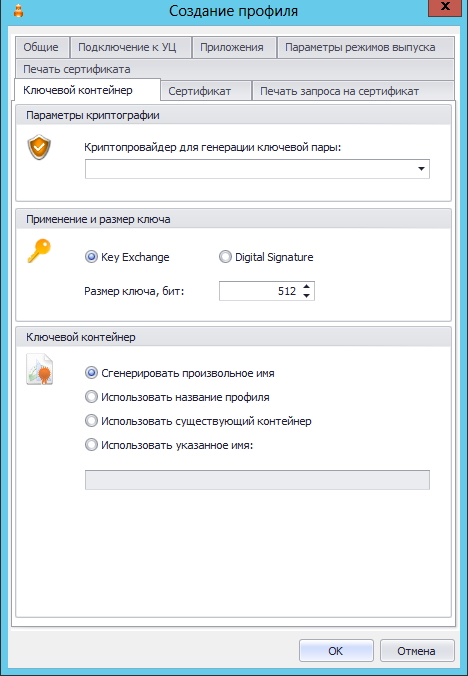 Создание профиля
x
Общие Подключение к УЦ Приложения Параметры режимов выпуска
Печать сертификата
Ключевой контейнер Сертификат Печать запроса на сертификат
Параметры криптографии
Криптопровайдер для генерации ключевой пары:
Применение и размер ключа
Key Exchange Digital Signature
Размер ключа, бит: 512
Ключевой контейнер
Сгенерировать произвольное имя
Использовать название профиля
Использовать существующий контейнер
Использовать указанное имя:
OK Отмена